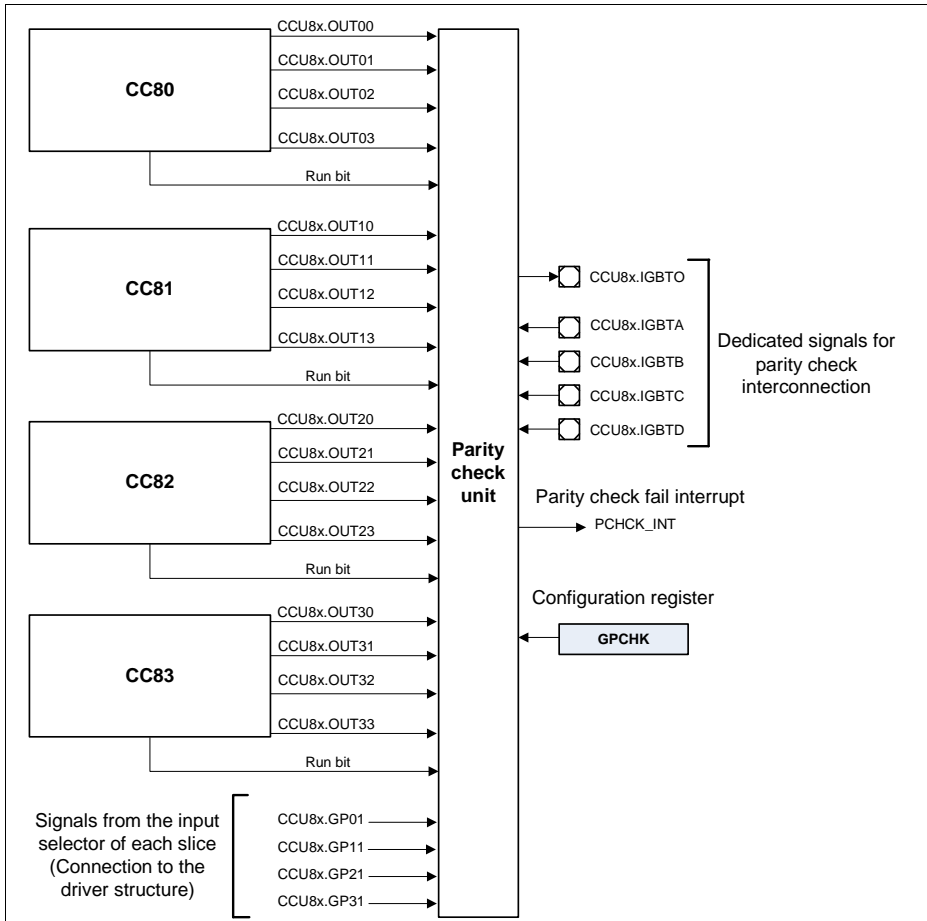 CCU8x.OUT00
CCU8x.OUT01
CC80
CCU8x.OUT02
CCU8x.OUT03
Run bit
CCU8x.OUT10
CCU8x.OUT11
CC81
CCU8x.OUT12
CCU8x.OUT13
Run bit
CCU8x.OUT20
CCU8x.OUT21
CC82
CCU8x.OUT22
CCU8x.OUT23
Run bit
CCU8x.OUT30
CCU8x.OUT31
CC83
CCU8x.OUT32
CCU8x.OUT33
Run bit
Signals from the input
selector of each slice
(Connection to the
driver structure)
CCU8x.GP01
CCU8x.GP11
CCU8x.GP21
CCU8x.GP31
Parity
check
unit
CCU8x.IGBTO
CCU8x.IGBTA
CCU8x.IGBTB
CCU8x.IGBTC
CCU8x.IGBTD
Dedicated signals for
parity check
interconnection
Parity check fail interrupt
PCHCK_INT
Configuration register
GPCHK